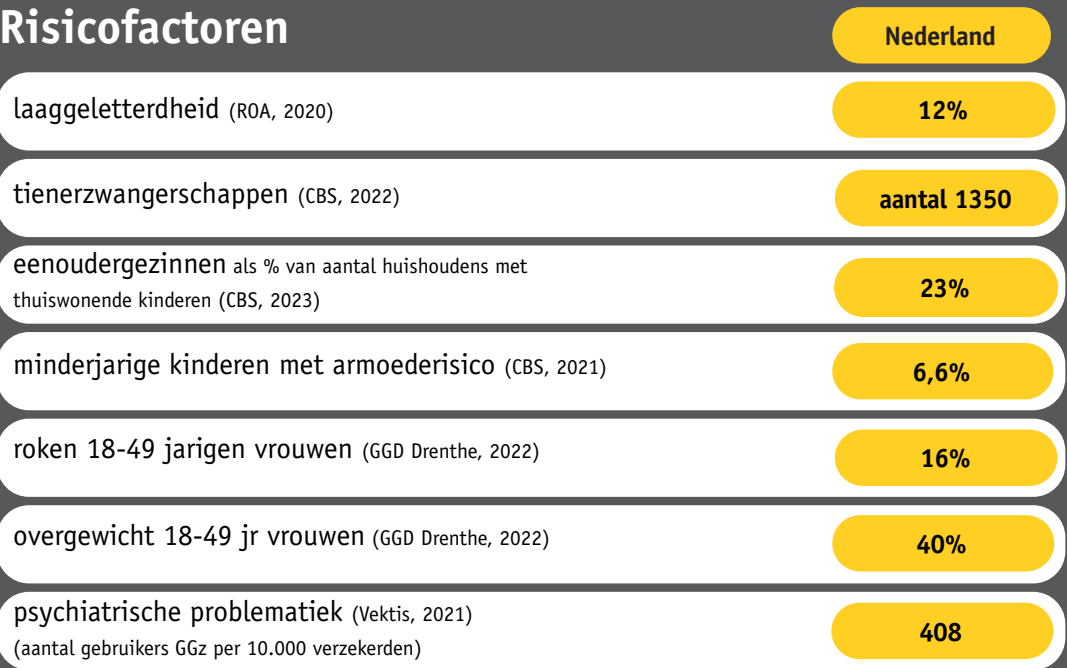 Risicofactoren
Nederland
laaggeletterdheid (ROA, 2020)
12%
tienerzwangerschappen (CBS, 2022)
aantal 1350
eenoudergezinnen als % van aantal huishoudens met
thuiswonende kinderen (CBS, 2023)
23%
minderjarige kinderen met armoederisico (CBS, 2021)
6,6%
roken 18-49 jarigen vrouwen (GGD Drenthe, 2022)
16%
overgewicht 18-49 jr vrouwen (GGD Drenthe, 2022)
40%
psychiatrische problematiek (Vektis, 2021)
(aantal gebruikers GGz per 10.000 verzekerden)
408